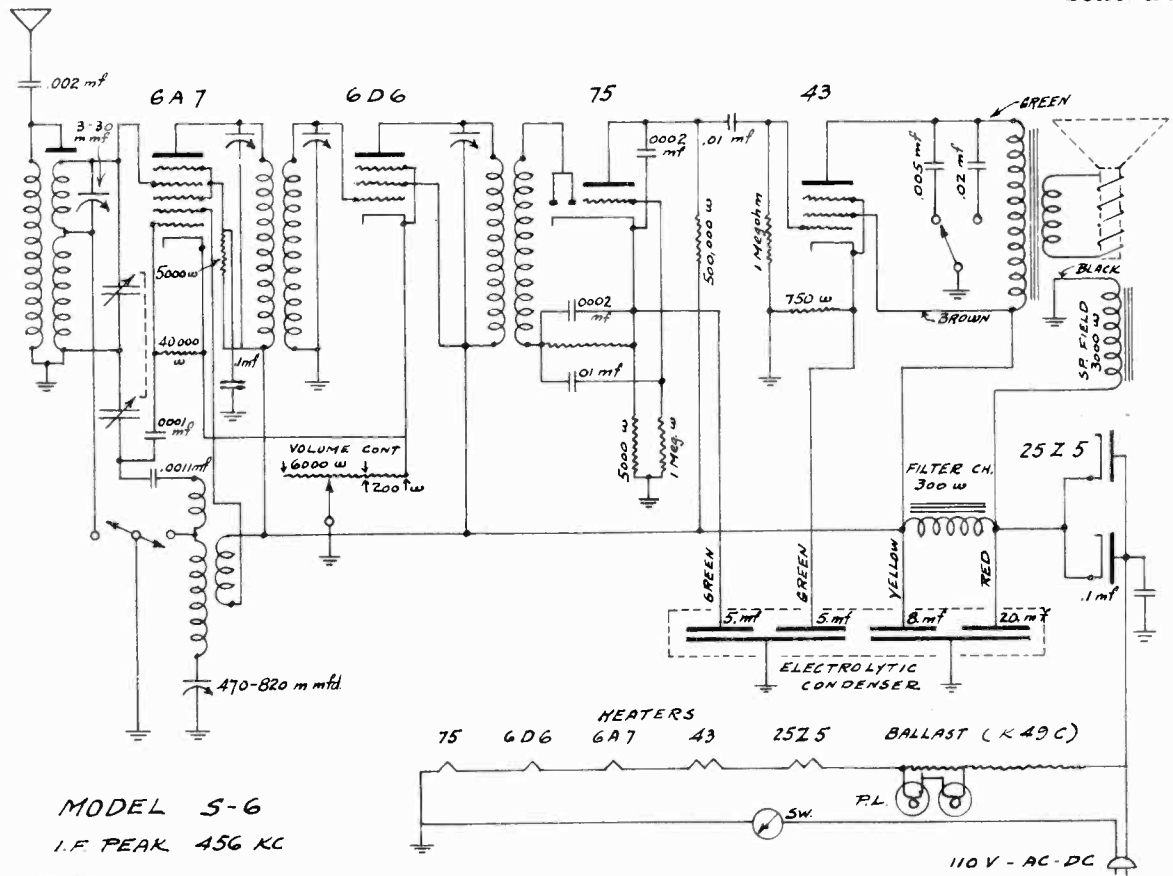 .002 mf
6A7
6D6
75
43
GREEN
3-30
m mf
.0002
mf
.01 mf
.005 mf
.02 mf
5000 w
500,000 w
1 Megohm
BLACK
750 w
BROWN
.0002
mf
SP. FIELD
3000 w
40000
w
.1mf
.01 mf
.0001
mf
VOLUME CONT
6000 w
200 w
5000 w
1 Meg. w
.0011mf
FILTER CH.
300 w
25Z5
GREEN
GREEN
YELLOW
RED
.1 mf
5. mf
5. mf
8. mf
20. mf
ELECTROLYTIC
CONDENSER
470-820 m mfd.
HEATERS
75
6D6
6A7
43
25Z5
BALLAST (K49C)
P.L.
SW.
MODEL S-6
I.F. PEAK 456 KC
110 V - AC-DC